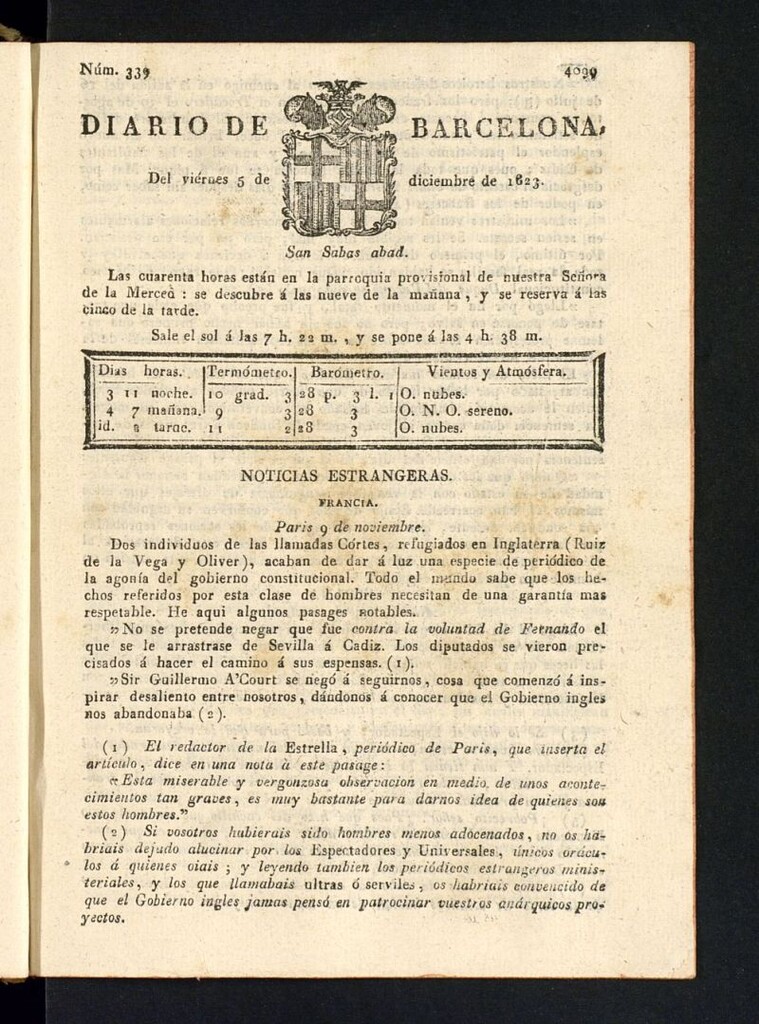 Núm. 339
4099
DIARIO DE BARCELONA,
Del viérnes 5 de diciembre de 1823.
San Sabas abad.
Las cuarenta horas están en la parroquia provisional de nuestra Señora
de la Merced : se descubre á las nueve de la mañana, y se reserva á las
cinco de la tarde.
Sale el sol á las 7 h. 22 m., y se pone á las 4 h. 38 m.
Dias horas. Termómetro. Barómetro. Vientos y Atmósfera.
3 11 noche. 10 grad. 3 28 p. 3 l. 1 O. nubes.
4 7 mañana. 9 3 28 3 O. N. O. sereno.
id. 2 tarde. 11 2 28 3 O. nubes.
NOTICIAS ESTRANGERAS.
FRANCIA.
Paris 9 de noviembre.
Dos individuos de las llamadas Córtes, refugiados en Inglaterra (Ruiz
de la Vega y Oliver), acaban de dar á luz una especie de periódico de
la agonía del gobierno constitucional. Todo el mundo sabe que los he-
chos referidos por esta clase de hombres necesitan de una garantía mas
respetable. He aqui algunos pasages notables.
"No se pretende negar que fue contra la voluntad de Fernando el
que se le arrastrase de Sevilla á Cadiz. Los diputados se vieron pre-
cisados á hacer el camino á sus espensas. (1).
"Sir Guillermo A'Court se negó á seguirnos, cosa que comenzó á ins-
pirar desaliento entre nosotros, dándonos á conocer que el Gobierno ingles
nos abandonaba (2).
(1) El redactor de la Estrella, periódico de Paris, que inserta el
artículo, dice en una nota á este pasage:
"Esta miserable y vergonzosa observacion en medio de unos aconte-
cimientos tan graves, es muy bastante para darnos idea de quienes son
estos hombres."
(2) Si vosotros hubierais sido hombres menos adocenados, no os ha-
briais dejado alucinar por los Espectadores y Universales, únicos orácu-
los á quienes oiais ; y leyendo tambien los periódicos estrangeros minis-
teriales, y los que llamabais ultras ó serviles, os habriais convencido de
que el Gobierno ingles jamas pensó en patrocinar vuestros anárquicos pro-
yectos.